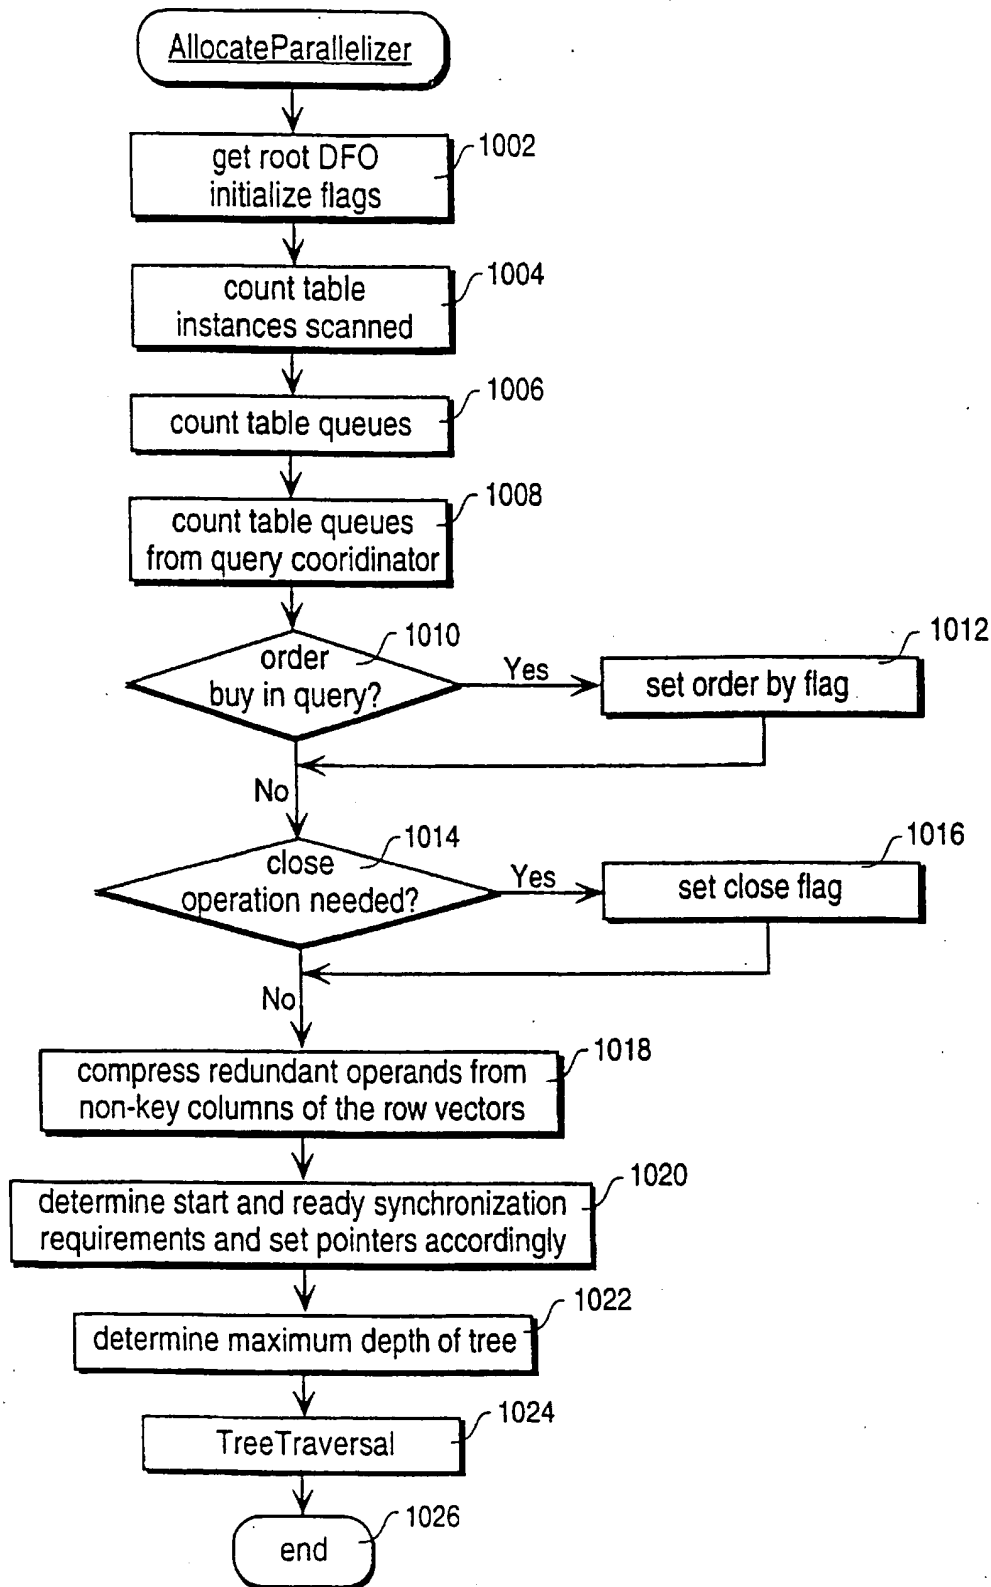 AllocateParallelizer
1002
get root DFO
initialize flags
1004
count table
instances scanned
1006
count table queues
1008
count table queues
from query cooridinator
1010
order
buy in query?
Yes
1012
set order by flag
No
1014
close
operation needed?
Yes
1016
set close flag
No
1018
compress redundant operands from
non-key columns of the row vectors
1020
determine start and ready synchronization
requirements and set pointers accordingly
1022
determine maximum depth of tree
1024
TreeTraversal
1026
end